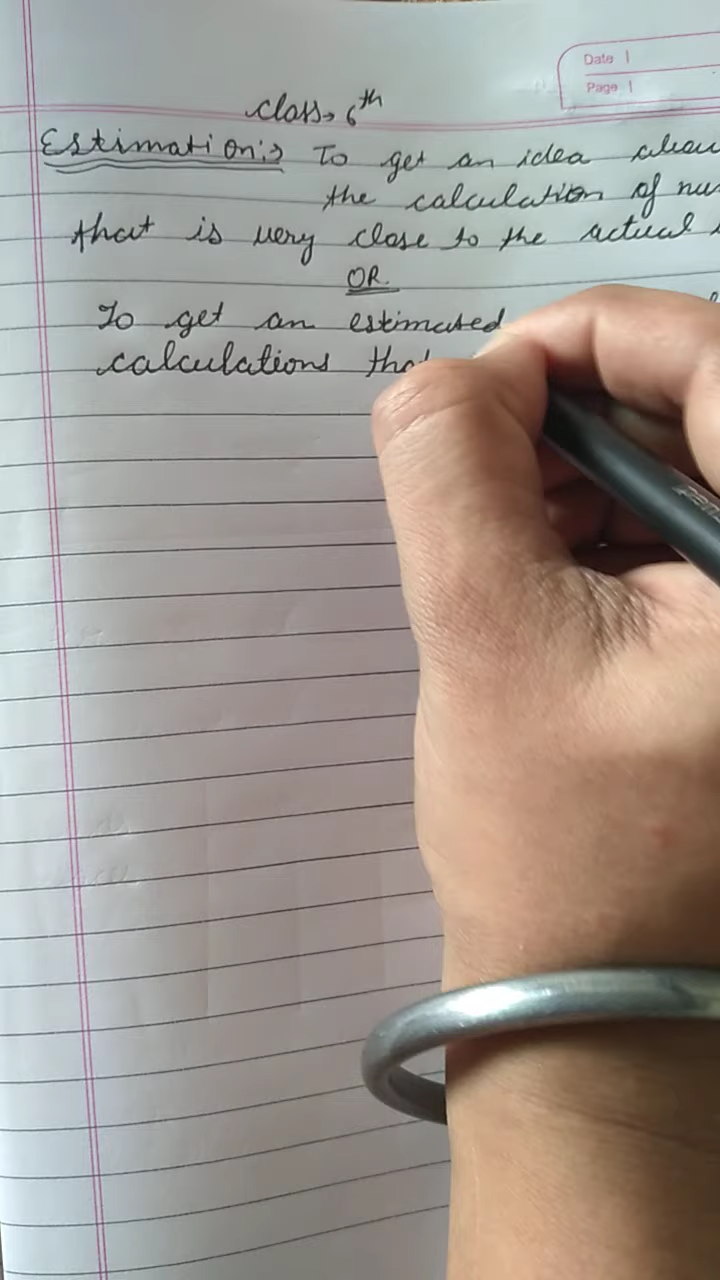 Date
Page
Class→ 6th
Estimation:→ To get an idea
the calculation of
that is very close to the actual
OR
To get an estimated
calculations